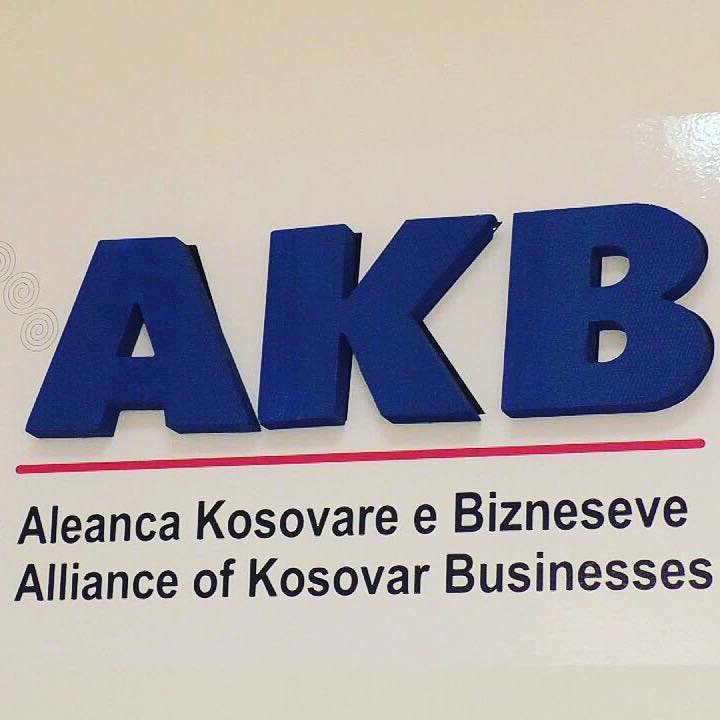 AKB
Aleanca Kosovare e Bizneseve
Alliance of Kosovar Businesses